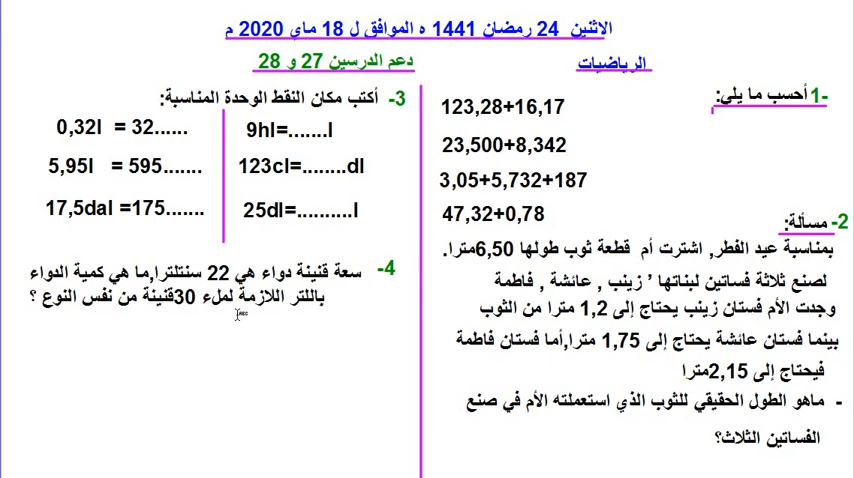 الاثنين 24 رمضان 1441 ه الموافق ل 18 ماي 2020 م
الرياضيات
دعم الدرسين 27 و 28
1- أحسب ما يلي:
123,28+16,17
23,500+8,342
3,05+5,732+187
47,32+0,78
2- مسألة:
بمناسبة عيد الفطر, اشترت أم قطعة ثوب طولها 6,50مترا.
لصنع ثلاثة فساتين لبناتها ’ زينب , عائشة , فاطمة
وجدت الأم فستان زينب يحتاج إلى 1,2 مترا من الثوب
بينما فستان عائشة يحتاج إلى 1,75 مترا,أما فستان فاطمة
فيحتاج إلى 2,15مترا
- ماهو الطول الحقيقي للثوب الذي استعملته الأم في صنع
الفساتين الثلاث؟
3- أكتب مكان النقط الوحدة المناسبة:
9hl=.......l
123cl=........dl
25dl=..........l
0,32l = 32......
5,95l = 595.......
17,5dal =175.......
4- سعة قنينة دواء هي 22 سنتلترا,ما هي كمية الدواء
باللتر اللازمة لملء 30قنينة من نفس النوع ؟